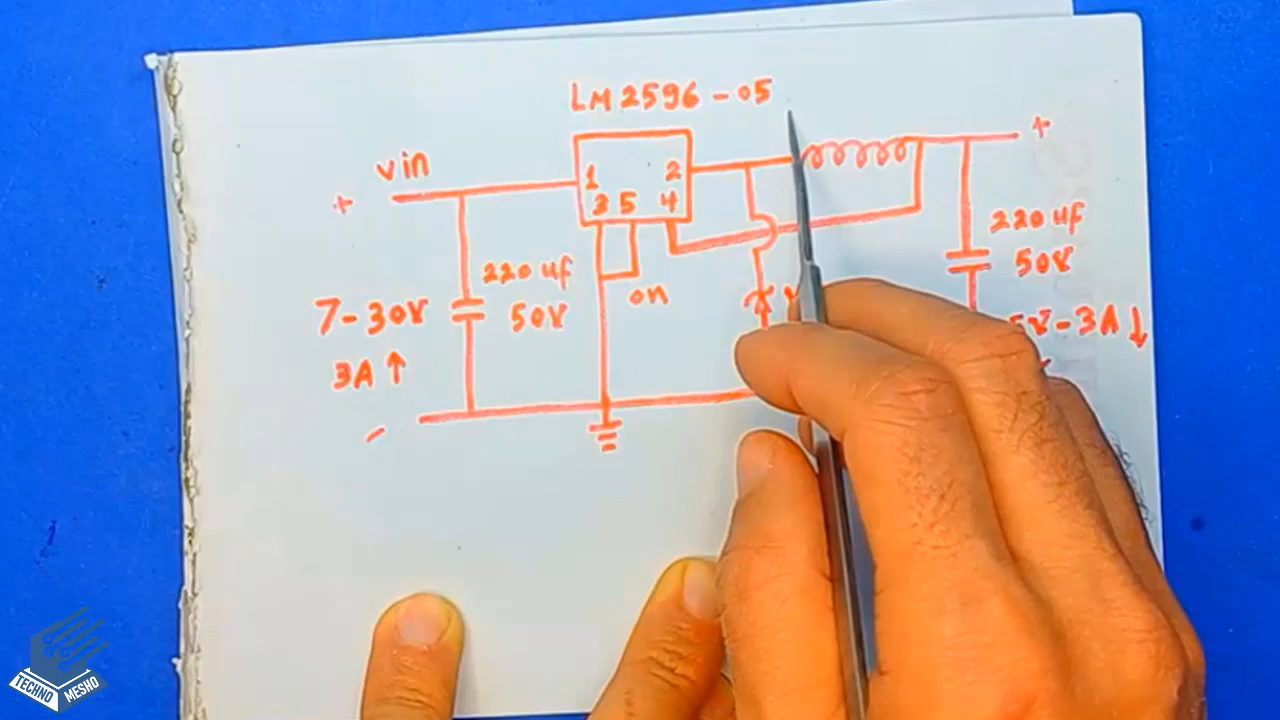 LM2596-05
+
vin
+
1 2
3 5 4
220 uf
50V
on
7-30V
3A ↑
-
220 uf
50V
5V-3A ↓
-
TECHNO MESHO